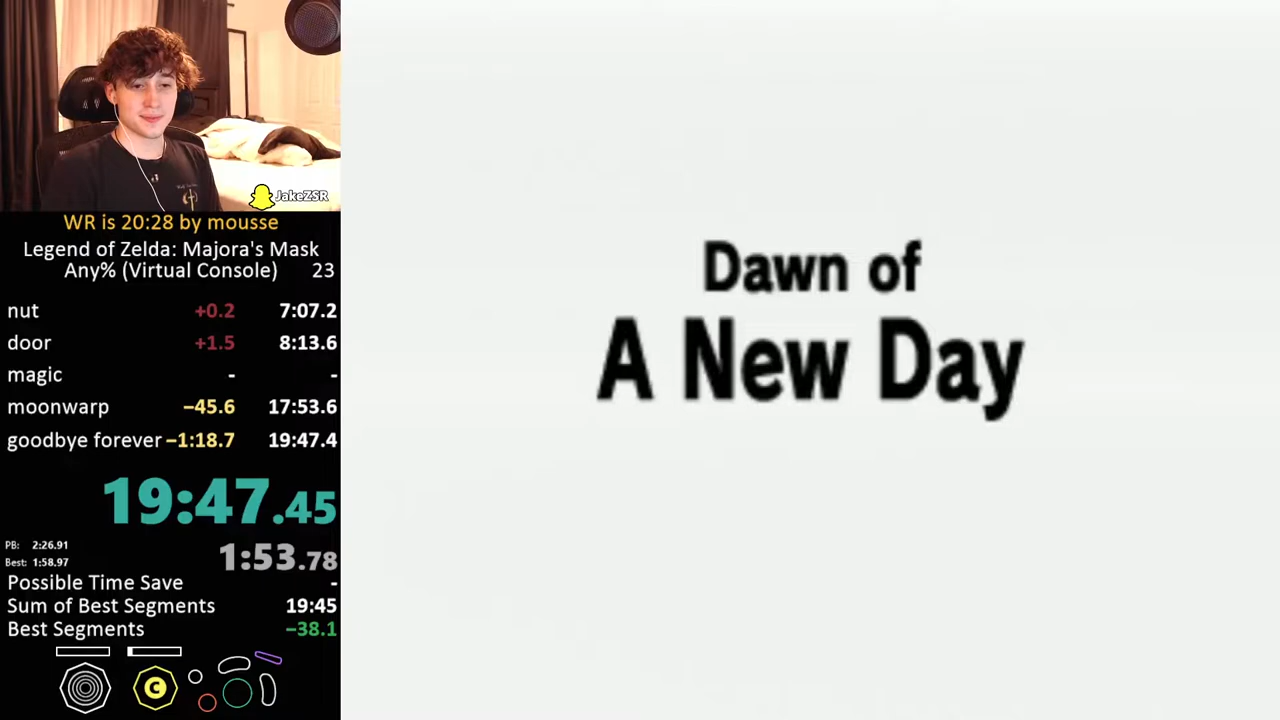 JakeZSR
WR is 20:28 by mousse
Legend of Zelda: Majora's Mask
Any% (Virtual Console) 23
nut +0.2 7:07.2
door +1.5 8:13.6
magic - -
moonwarp −45.6 17:53.6
goodbye forever −1:18.7 19:47.4
19:47.45
PB: 2:26.91
Best: 1:58.97
1:53.78
Possible Time Save -
Sum of Best Segments 19:45
Best Segments −38.1
C
Dawn of
A New Day